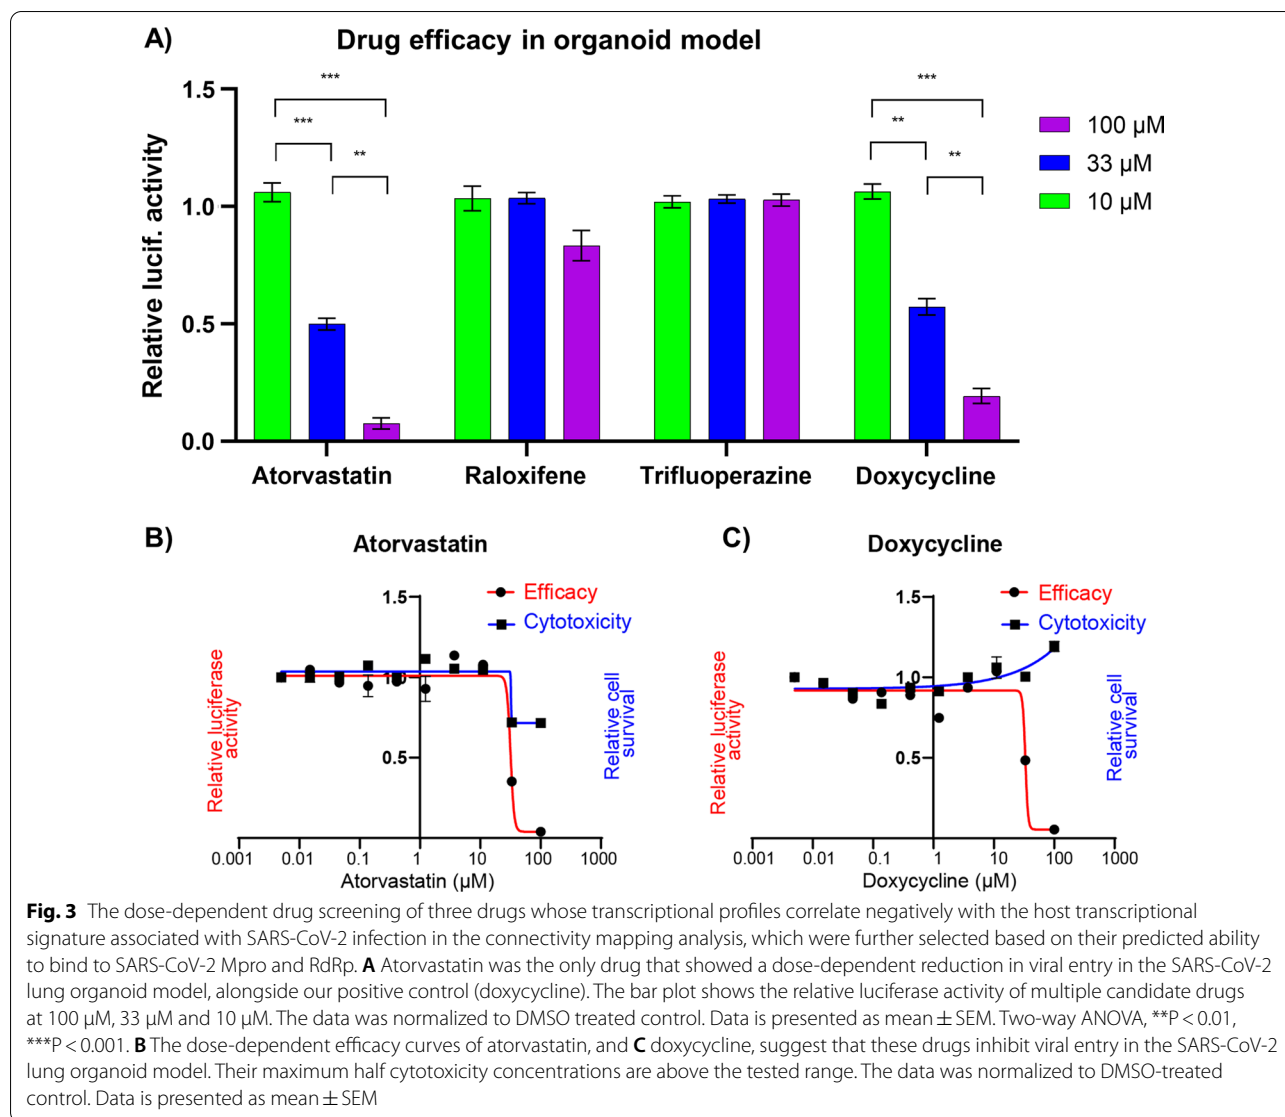 A)
Drug efficacy in organoid model
Relative lucif. activity
1.5
1.0
0.5
0.0
***
***
**
***
**
**
100 µM
33 µM
10 µM
Atorvastatin
Raloxifene
Trifluoperazine
Doxycycline
B)
Atorvastatin
Efficacy
Cytotoxicity
Relative luciferase
activity
Relative cell
survival
1.5
1.0
0.5
0.001
0.01
0.1
1
10
100
1000
Atorvastatin (µM)
C)
Doxycycline
Efficacy
Cytotoxicity
Relative luciferase
activity
Relative cell
survival
1.5
1.0
0.5
0.001
0.01
0.1
1
10
100
1000
Doxycycline (µM)
Fig. 3 The dose-dependent drug screening of three drugs whose transcriptional profiles correlate negatively with the host transcriptional
signature associated with SARS-CoV-2 infection in the connectivity mapping analysis, which were further selected based on their predicted ability
to bind to SARS-CoV-2 Mpro and RdRp. A Atorvastatin was the only drug that showed a dose-dependent reduction in viral entry in the SARS-CoV-2
lung organoid model, alongside our positive control (doxycycline). The bar plot shows the relative luciferase activity of multiple candidate drugs
at 100 µM, 33 µM and 10 µM. The data was normalized to DMSO treated control. Data is presented as mean ± SEM. Two-way ANOVA, **P < 0.01,
***P < 0.001. B The dose-dependent efficacy curves of atorvastatin, and C doxycycline, suggest that these drugs inhibit viral entry in the SARS-CoV-2
lung organoid model. Their maximum half cytotoxicity concentrations are above the tested range. The data was normalized to DMSO-treated
control. Data is presented as mean ± SEM